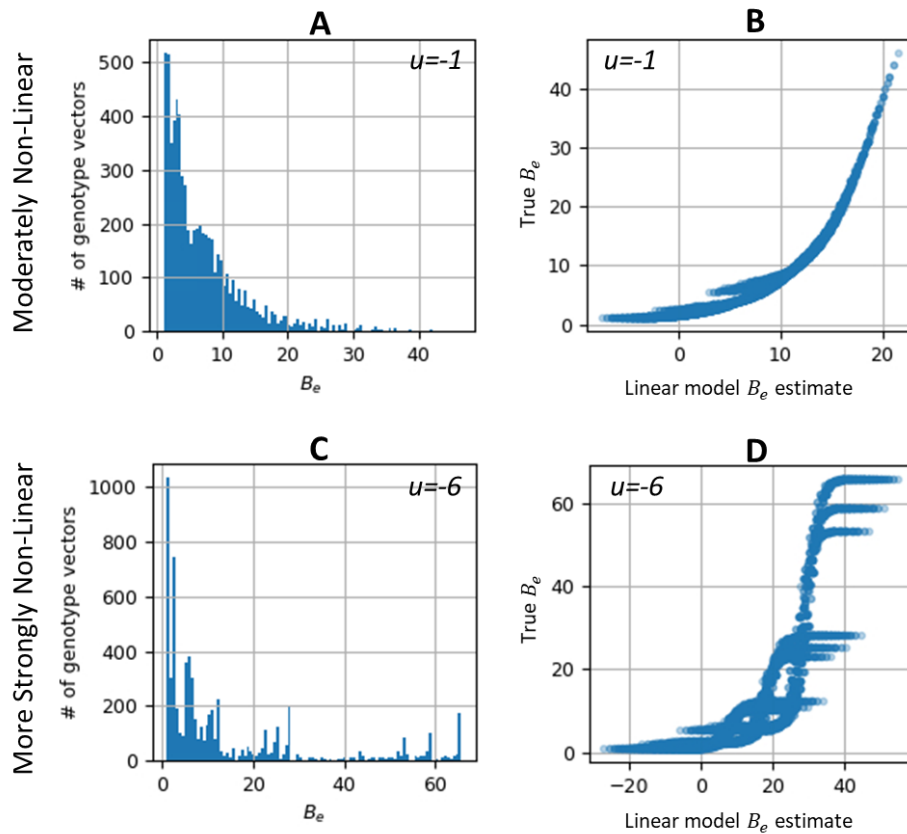 Moderately Non-Linear
A
u=-1
# of genotype vectors
500
400
300
200
100
0
0 10 20 30 40
B_e
B
u=-1
True B_e
40
30
20
10
0
0 10 20
Linear model B_e estimate
More Strongly Non-Linear
C
u=-6
# of genotype vectors
1000
800
600
400
200
0
0 20 40 60
B_e
D
u=-6
True B_e
60
40
20
0
−20 0 20 40
Linear model B_e estimate